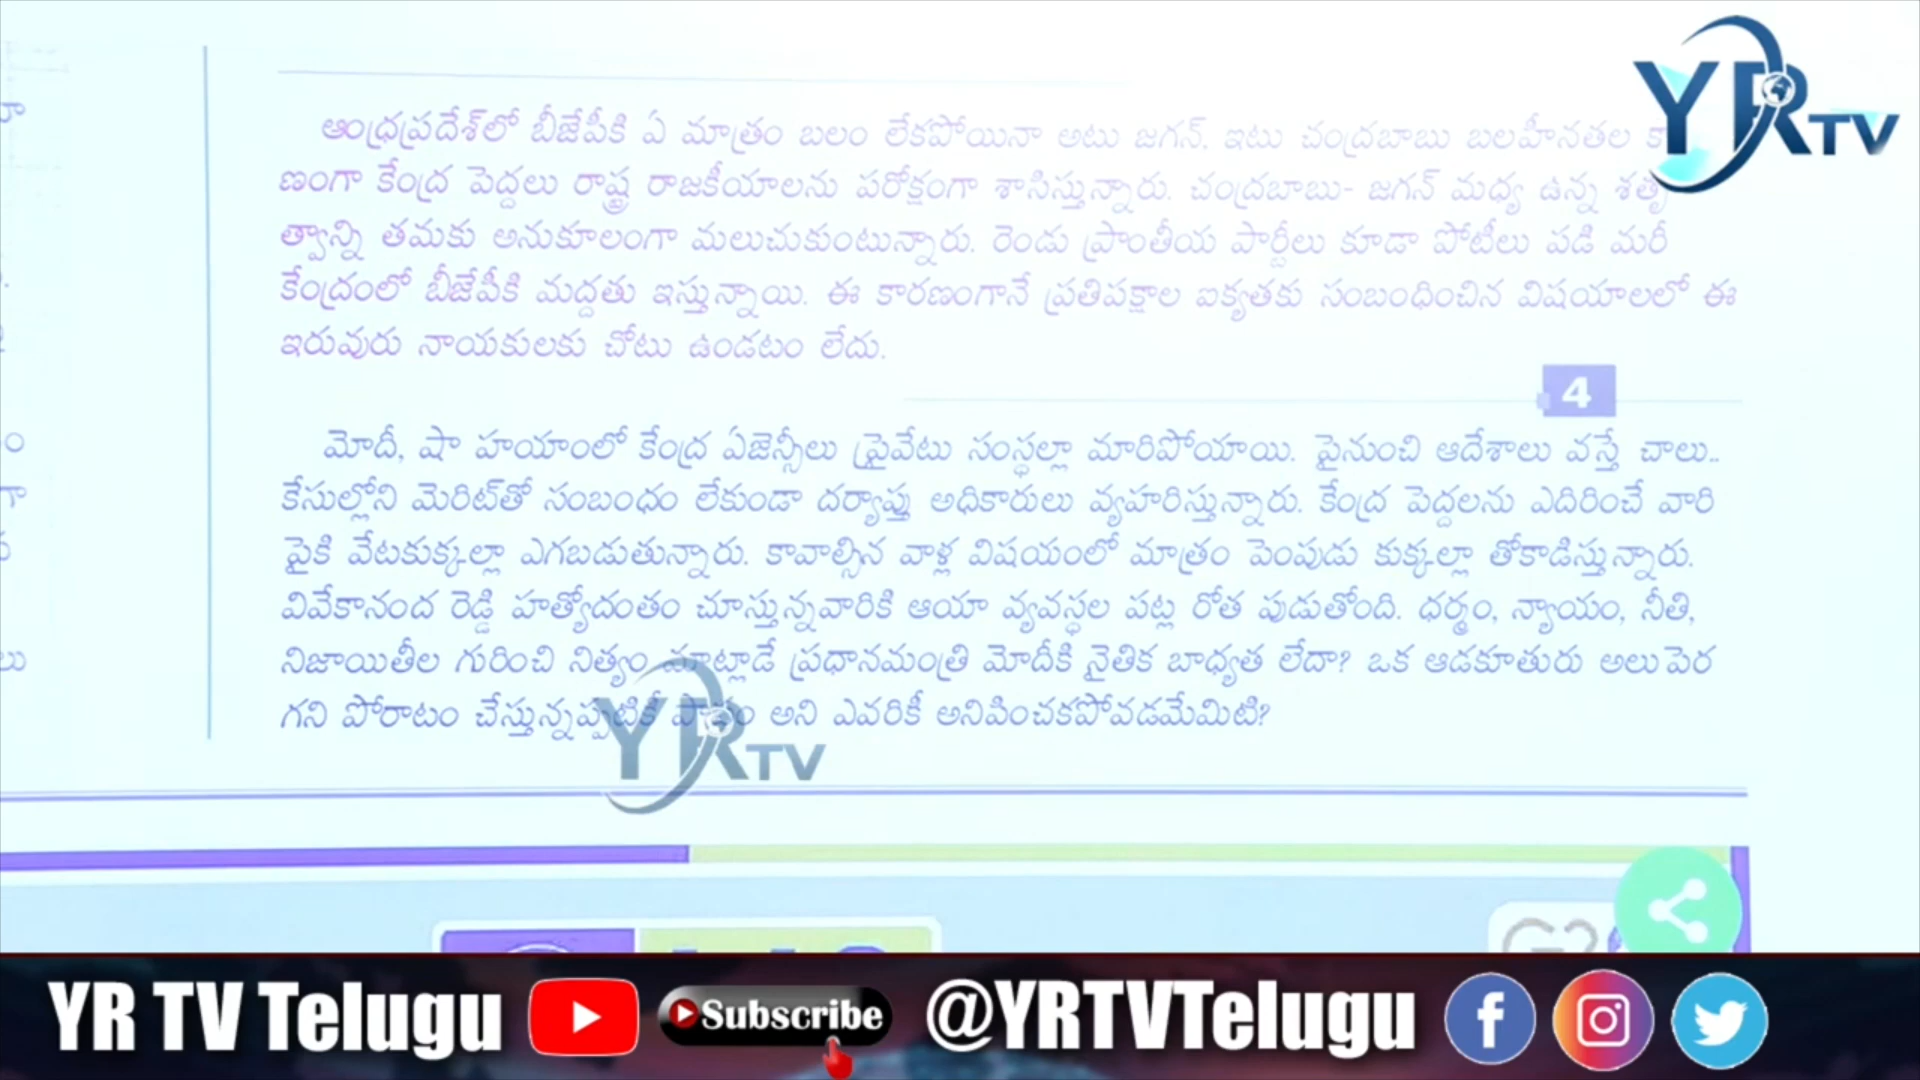 YR TV
ఆంధ్రప్రదేశ్‌లో బీజేపీకి ఏ మాత్రం బలం లేకపోయినా అటు జగన్, ఇటు చంద్రబాబు బలహీనతల కా
ణంగా కేంద్ర పెద్దలు రాష్ట్ర రాజకీయాలను పరోక్షంగా శాసిస్తున్నారు. చంద్రబాబు- జగన్ మధ్య ఉన్న శతృ
త్వాన్ని తమకు అనుకూలంగా మలుచుకుంటున్నారు. రెండు ప్రాంతీయ పార్టీలు కూడా పోటీలు పడి మరీ
కేంద్రంలో బీజేపీకి మద్దతు ఇస్తున్నాయి. ఈ కారణంగానే ప్రతిపక్షాల ఐక్యతకు సంబంధించిన విషయాలలో ఈ
ఇరువురు నాయకులకు చోటు ఉండటం లేదు.
4
మోదీ, షా హయాంలో కేంద్ర ఏజెన్సీలు ప్రైవేటు సంస్థల్లా మారిపోయాయి. పైనుంచి ఆదేశాలు వస్తే చాలు..
కేసుల్లోని మెరిట్‌తో సంబంధం లేకుండా దర్యాప్తు అధికారులు వ్యహరిస్తున్నారు. కేంద్ర పెద్దలను ఎదిరించే వారి
పైకి వేటకుక్కల్లా ఎగబడుతున్నారు. కావాల్సిన వాళ్ల విషయంలో మాత్రం పెంపుడు కుక్కల్లా తోకాడిస్తున్నారు.
వివేకానంద రెడ్డి హత్యోదంతం చూస్తున్నవారికి ఆయా వ్యవస్థల పట్ల రోత పుడుతోంది. ధర్మం, న్యాయం, నీతి,
నిజాయితీల గురించి నిత్యం మాట్లాడే ప్రధానమంత్రి మోదీకి నైతిక బాధ్యత లేదా? ఒక ఆడకూతురు అలుపెర
గని పోరాటం చేస్తున్నప్పటికీ అని ఎవరికీ అనిపించకపోవడమేమిటి?
YR TV
YR TV Telugu Subscribe @YRTVTelugu